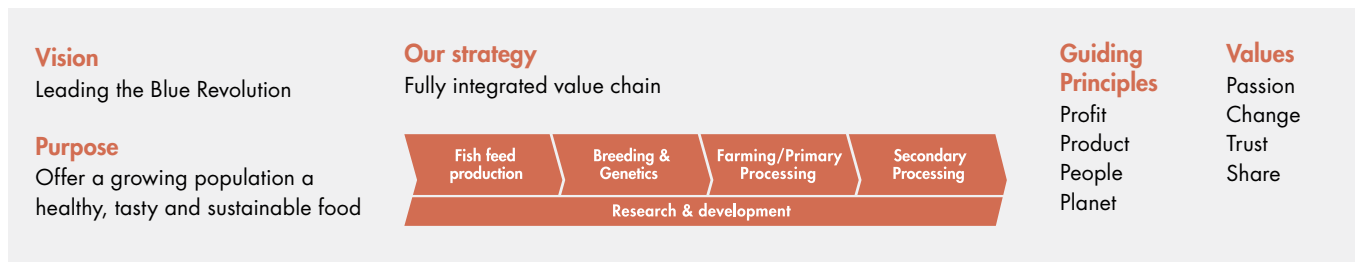 Vision
Leading the Blue Revolution
Purpose
Offer a growing population a
healthy, tasty and sustainable food
Our strategy
Fully integrated value chain
Fish feed
production
Breeding &
Genetics
Farming/Primary
Processing
Secondary
Processing
Research & development
Guiding
Principles
Profit
Product
People
Planet
Values
Passion
Change
Trust
Share